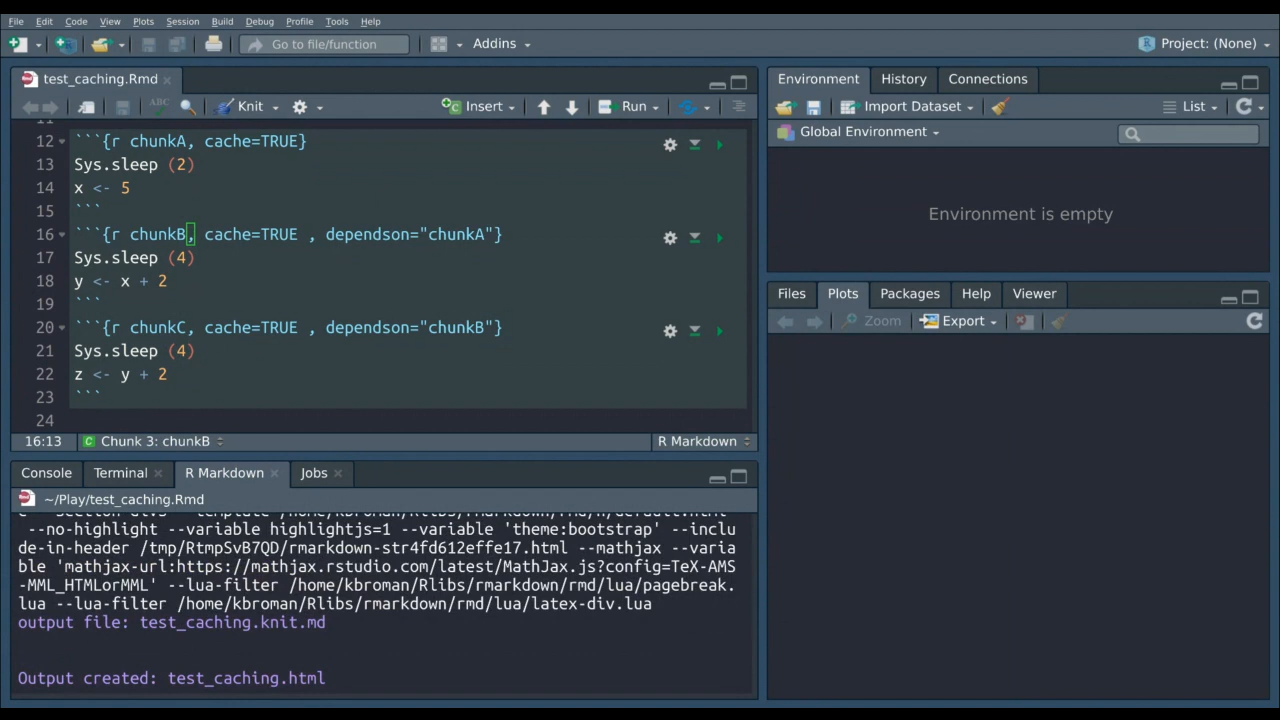 File Edit Code View Plots Session Build Debug Profile Tools Help
Go to file/function Addins Project: (None)
test_caching.Rmd
ABC Knit Insert Run
12 ```{r chunkA, cache=TRUE}
13 Sys.sleep (2)
14 x <- 5
15 ```
16 ```{r chunkB, cache=TRUE , dependson="chunkA"}
17 Sys.sleep (4)
18 y <- x + 2
19 ```
20 ```{r chunkC, cache=TRUE , dependson="chunkB"}
21 Sys.sleep (4)
22 z <- y + 2
23 ```
24
16:13 Chunk 3: chunkB R Markdown
Console Terminal R Markdown Jobs
~/Play/test_caching.Rmd
'--no-highlight --variable highlightjs=1 --variable 'theme:bootstrap' --inclu
de-in-header /tmp/RtmpSvB7QD/rmarkdown-str4fd612effe17.html --mathjax --varia
ble 'mathjax-url:https://mathjax.rstudio.com/latest/MathJax.js?config=TeX-AMS
-MML_HTMLorMML' --lua-filter /home/kbroman/Rlibs/rmarkdown/rmd/lua/pagebreak.
lua --lua-filter /home/kbroman/Rlibs/rmarkdown/rmd/lua/latex-div.lua
output file: test_caching.knit.md
Output created: test_caching.html
Environment History Connections
Import Dataset List
Global Environment
Environment is empty
Files Plots Packages Help Viewer
Zoom Export